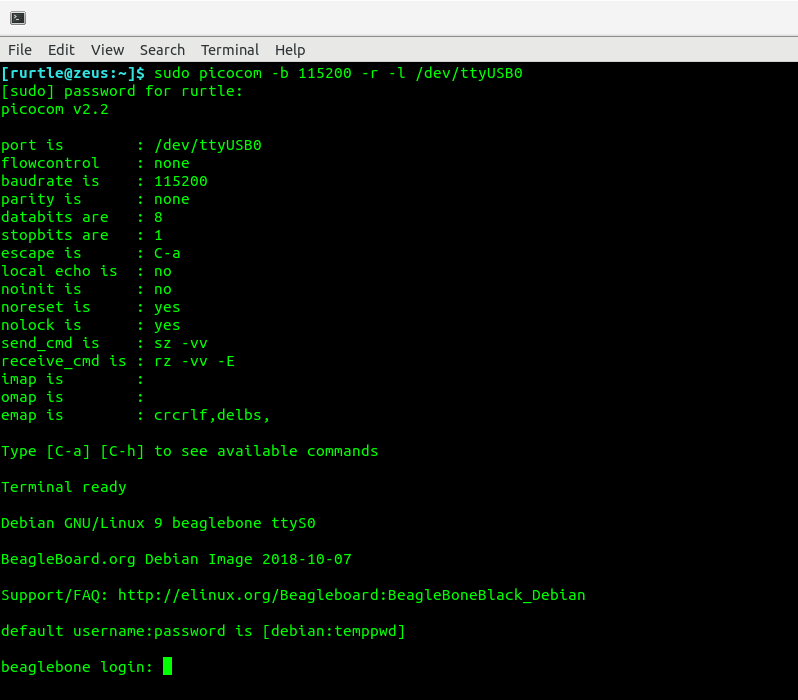 File Edit View Search Terminal Help
[rurtle@zeus:~]$ sudo picocom -b 115200 -r -l /dev/ttyUSB0
[sudo] password for rurtle:
picocom v2.2
port is        : /dev/ttyUSB0
flowcontrol    : none
baudrate is    : 115200
parity is      : none
databits are   : 8
stopbits are   : 1
escape is      : C-a
local echo is  : no
noinit is      : no
noreset is     : yes
nolock is      : yes
send_cmd is    : sz -vv
receive_cmd is : rz -vv -E
imap is        :
omap is        :
emap is        : crcrlf,delbs,
Type [C-a] [C-h] to see available commands
Terminal ready
Debian GNU/Linux 9 beaglebone ttyS0
BeagleBoard.org Debian Image 2018-10-07
Support/FAQ: http://elinux.org/Beagleboard:BeagleBoneBlack_Debian
default username:password is [debian:temppwd]
beaglebone login: